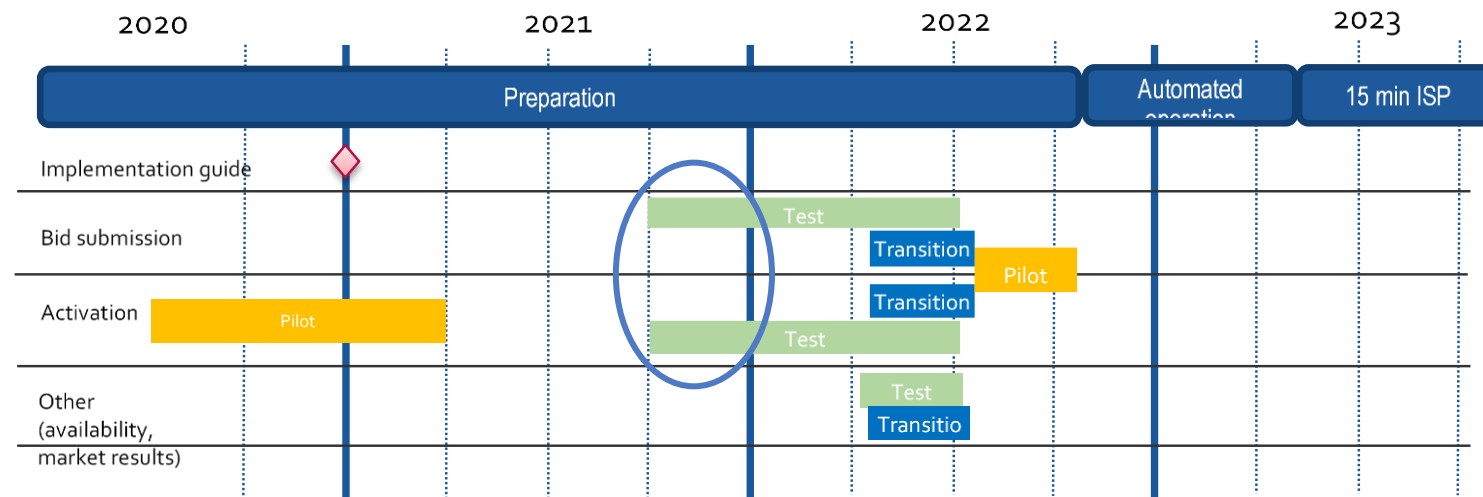 2020
2021
2022
2023
Preparation
Automated
operation
15 min ISP
Implementation guide
Test
Bid submission
Transition
Pilot
Activation
Transition
Pilot
Test
Other
(availability,
market results)
Test
Transitio